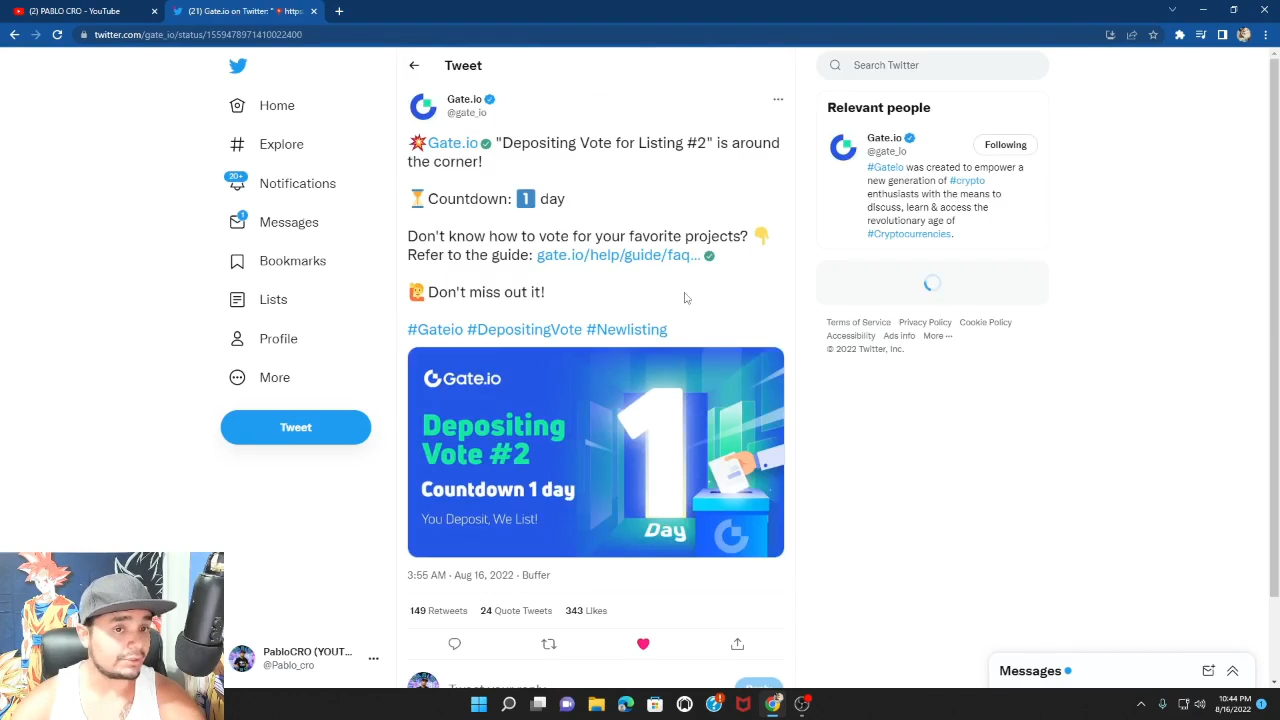 (2) PABLO CRO - YouTube
(21) Gate.io on Twitter: "💥 https
twitter.com/gate_io/status/1559478971410022400
Home
Explore
20+
Notifications
1
Messages
Bookmarks
Lists
Profile
More
Tweet
PabloCRO (YOUT...
@Pablo_cro
Tweet
Gate.io
@gate_io
💥Gate.io "Depositing Vote for Listing #2" is around
the corner!
⏳Countdown: 1️⃣ day
Don't know how to vote for your favorite projects? 👇
Refer to the guide: gate.io/help/guide/faq...
🙋Don't miss out it!
#Gateio #DepositingVote #Newlisting
Gate.io
Depositing
Vote #2
Countdown 1 day
You Deposit, We List!
1
Day
3:55 AM · Aug 16, 2022 · Buffer
149 Retweets 24 Quote Tweets 343 Likes
Tweet your reply
Search Twitter
Relevant people
Gate.io
@gate_io
Following
#GateIo was created to empower a
new generation of #crypto
enthusiasts with the means to
discuss, learn & access the
revolutionary age of
#Cryptocurrencies.
Terms of Service Privacy Policy Cookie Policy
Accessibility Ads info More ···
© 2022 Twitter, Inc.
Messages
10:44 PM
8/16/2022